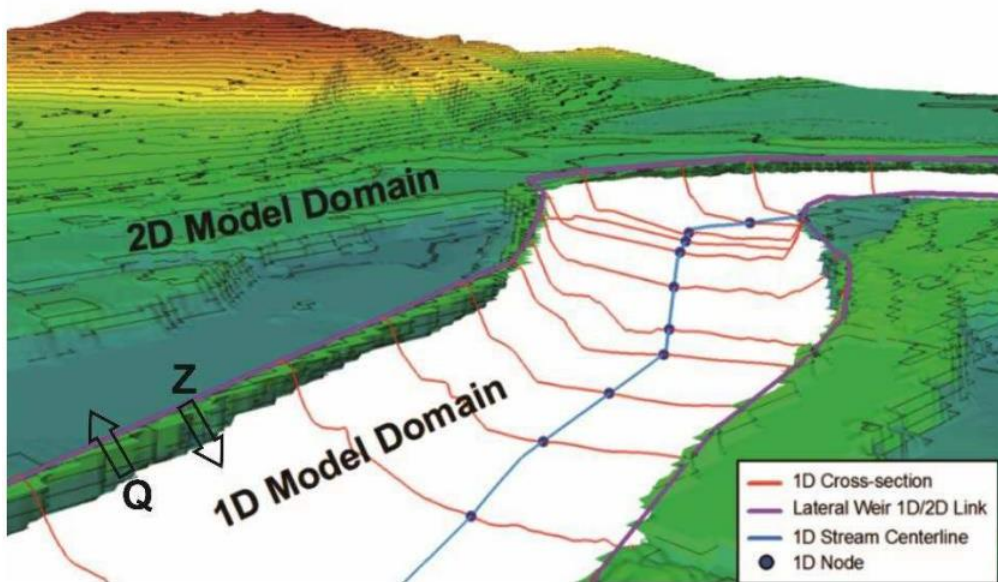 2D Model Domain
Z
Q
1D Model Domain
1D Cross-section
Lateral Weir 1D/2D Link
1D Stream Centerline
1D Node